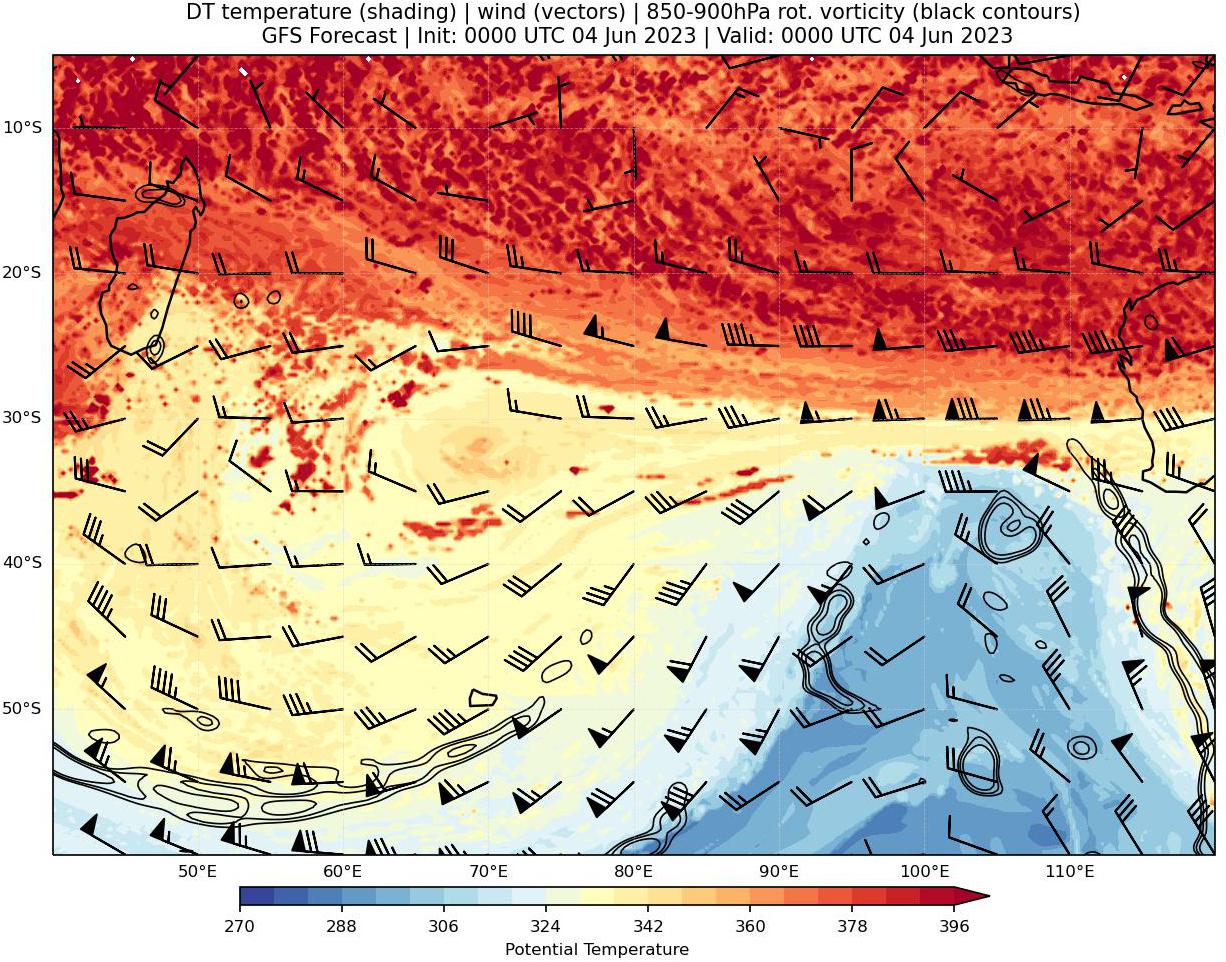 DT temperature (shading) | wind (vectors) | 850-900hPa rot. vorticity (black contours)
GFS Forecast | Init: 0000 UTC 04 Jun 2023 | Valid: 0000 UTC 04 Jun 2023
10°S
20°S
30°S
40°S
50°S
50°E 60°E 70°E 80°E 90°E 100°E 110°E
270 288 306 324 342 360 378 396
Potential Temperature